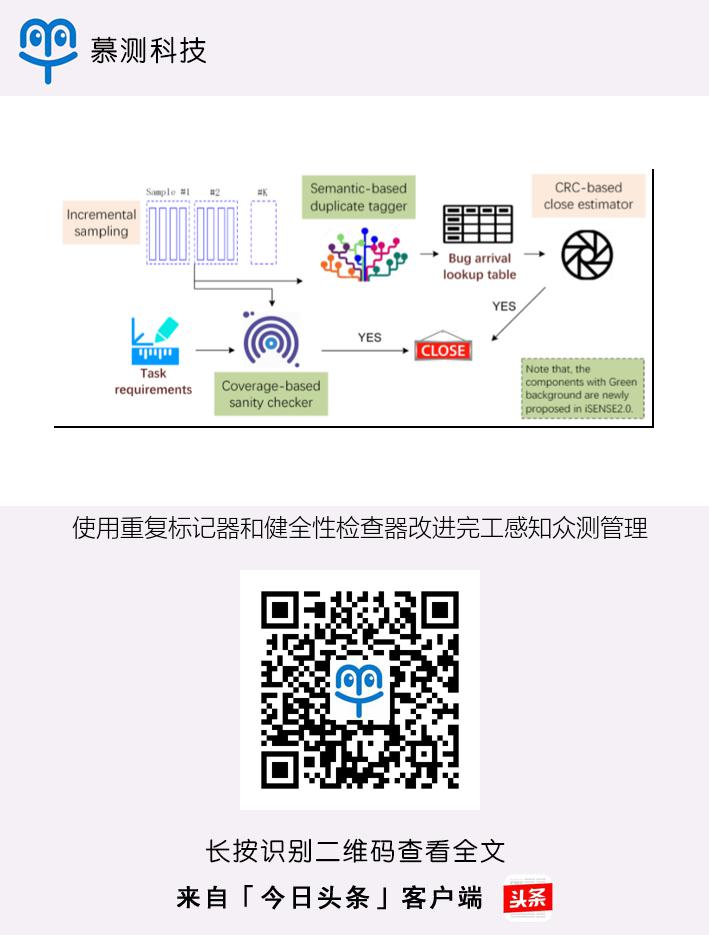 慕测科技
Sample #1
#2
#K
Incremental
sampling
Semantic-based
duplicate tagger
CRC-based
close estimator
Bug arrival
lookup table
YES
YES
CLOSE
Task
requirements
Coverage-based
sanity checker
Note that, the
components with Green
background are newly
proposed in iSENSE2.0.
使用重复标记器和健全性检查器改进完工感知众测管理
长按识别二维码查看全文
来自「今日头条」客户端
头条